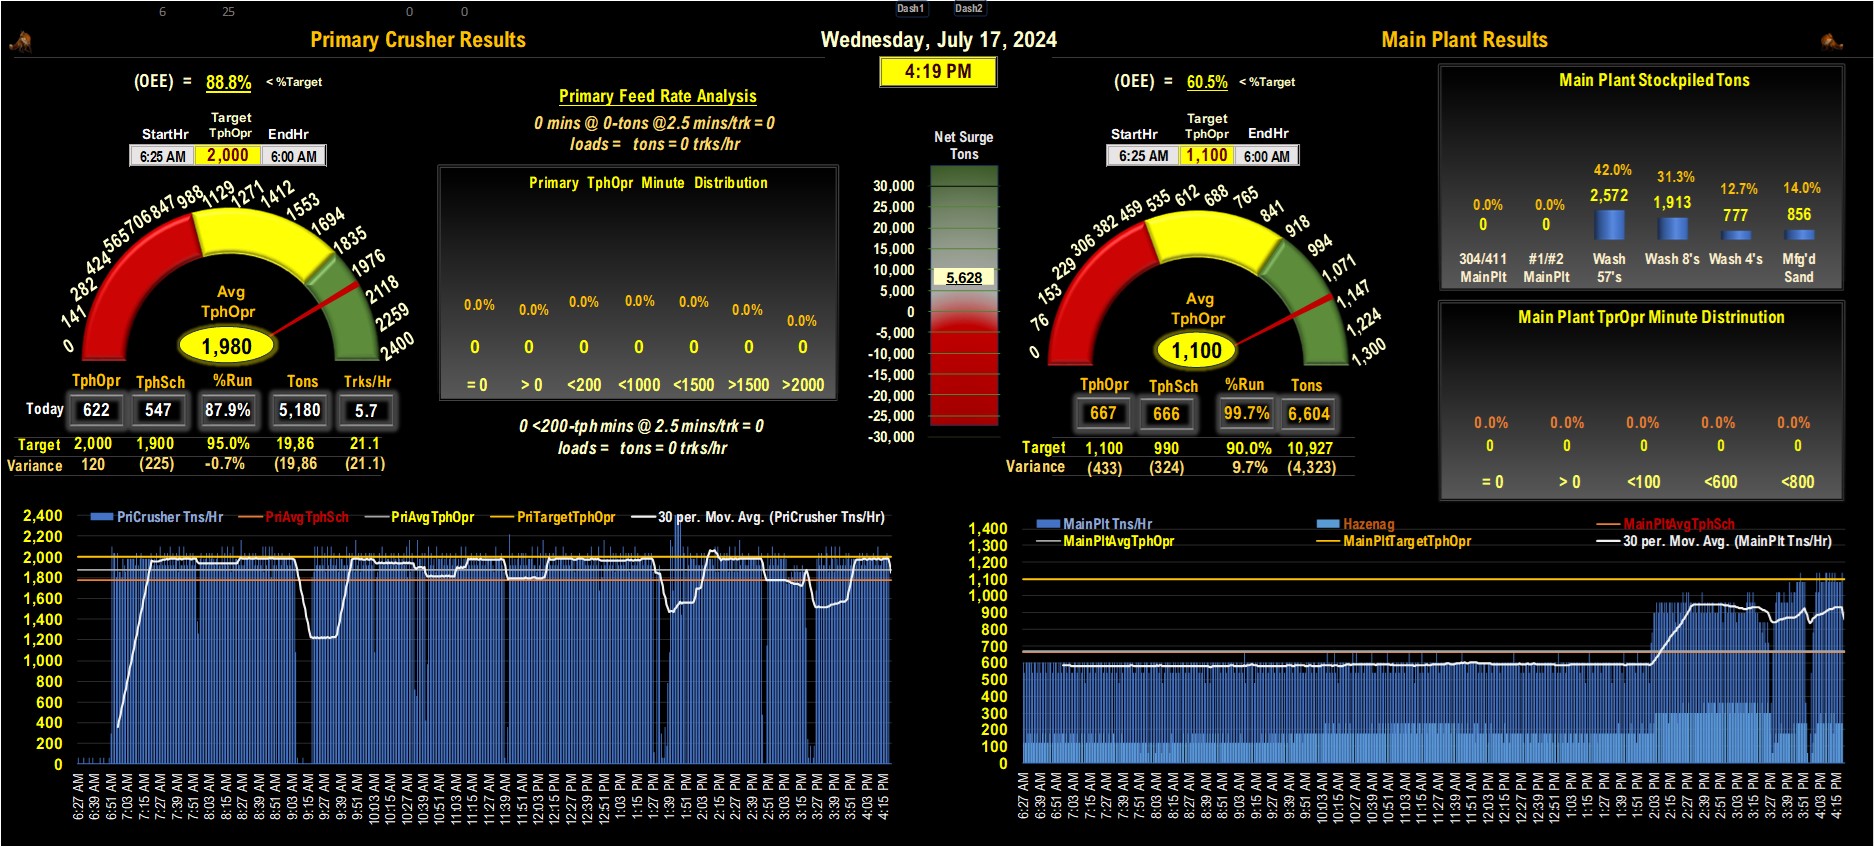 6 25 0 0 Dash1 Dash2
Primary Crusher Results
Wednesday, July 17, 2024
Main Plant Results
4:19 PM
(OEE) = 88.8% < %Target
Target
StartHr TphOpr EndHr
6:25 AM 2,000 6:00 AM
0 141 282 424 565 706 847 988 1129 1271 1412 1553 1694 1835 1976 2118 2259 2400
Avg
TphOpr
1,980
TphOpr TphSch %Run Tons Trks/Hr
Today 622 547 87.9% 5,180 5.7
Target 2,000 1,900 95.0% 19,86 21.1
Variance 120 (225) -0.7% (19,86 (21.1)
Primary Feed Rate Analysis
0 mins @ 0-tons @2.5 mins/trk = 0
loads = tons = 0 trks/hr
Primary TphOpr Minute Distribution
0.0% 0.0% 0.0% 0.0% 0.0% 0.0% 0.0%
0 0 0 0 0 0 0
= 0 > 0 <200 <1000 <1500 >1500 >2000
0 <200-tph mins @ 2.5 mins/trk = 0
loads = tons = 0 trks/hr
Net Surge
Tons
30,000
25,000
20,000
15,000
10,000
5,628
5,000
0
-5,000
-10,000
-15,000
-20,000
-25,000
-30,000
(OEE) = 60.5% < %Target
Target
StartHr TphOpr EndHr
6:25 AM 1,100 6:00 AM
0 76 153 229 306 382 459 535 612 688 765 841 918 994 1,071 1,147 1,224 1,300
Avg
TphOpr
1,100
TphOpr TphSch %Run Tons
667 666 99.7% 6,604
Target 1,100 990 90.0% 10,927
Variance (433) (324) 9.7% (4,323)
Main Plant Stockpiled Tons
0.0% 0.0% 42.0% 31.3% 12.7% 14.0%
0 0 2,572 1,913 777 856
304/411 #1/#2 Wash Wash 8's Wash 4's Mfg'd
MainPlt MainPlt 57's Sand
Main Plant TprOpr Minute Distrinution
0.0% 0.0% 0.0% 0.0% 0.0%
0 0 0 0 0
= 0 > 0 <100 <600 <800
PriCrusher Tns/Hr PriAvgTphSch PriAvgTphOpr PriTargetTphOpr 30 per. Mov. Avg. (PriCrusher Tns/Hr)
2,400
2,200
2,000
1,800
1,600
1,400
1,200
1,000
800
600
400
200
0
6:27 AM 6:39 AM 6:51 AM 7:03 AM 7:15 AM 7:27 AM 7:39 AM 7:51 AM 8:03 AM 8:15 AM 8:27 AM 8:39 AM 8:51 AM 9:03 AM 9:15 AM 9:27 AM 9:39 AM 9:51 AM 10:03 AM 10:15 AM 10:27 AM 10:39 AM 10:51 AM 11:03 AM 11:15 AM 11:27 AM 11:39 AM 11:51 AM 12:03 PM 12:15 PM 12:27 PM 12:39 PM 12:51 PM 1:03 PM 1:15 PM 1:27 PM 1:39 PM 1:51 PM 2:03 PM 2:15 PM 2:27 PM 2:39 PM 2:51 PM 3:03 PM 3:15 PM 3:27 PM 3:39 PM 3:51 PM 4:03 PM 4:15 PM
MainPlt Tns/Hr Hazenag MainPltAvgTphSch
MainPltAvgTphOpr MainPltTargetTphOpr 30 per. Mov. Avg. (MainPlt Tns/Hr)
1,400
1,300
1,200
1,100
1,000
900
800
700
600
500
400
300
200
100
0
6:27 AM 6:39 AM 6:51 AM 7:03 AM 7:15 AM 7:27 AM 7:39 AM 7:51 AM 8:03 AM 8:15 AM 8:27 AM 8:39 AM 8:51 AM 9:03 AM 9:15 AM 9:27 AM 9:39 AM 9:51 AM 10:03 AM 10:15 AM 10:27 AM 10:39 AM 10:51 AM 11:03 AM 11:15 AM 11:27 AM 11:39 AM 11:51 AM 12:03 PM 12:15 PM 12:27 PM 12:39 PM 12:51 PM 1:03 PM 1:15 PM 1:27 PM 1:39 PM 1:51 PM 2:03 PM 2:15 PM 2:27 PM 2:39 PM 2:51 PM 3:03 PM 3:15 PM 3:27 PM 3:39 PM 3:51 PM 4:03 PM 4:15 PM